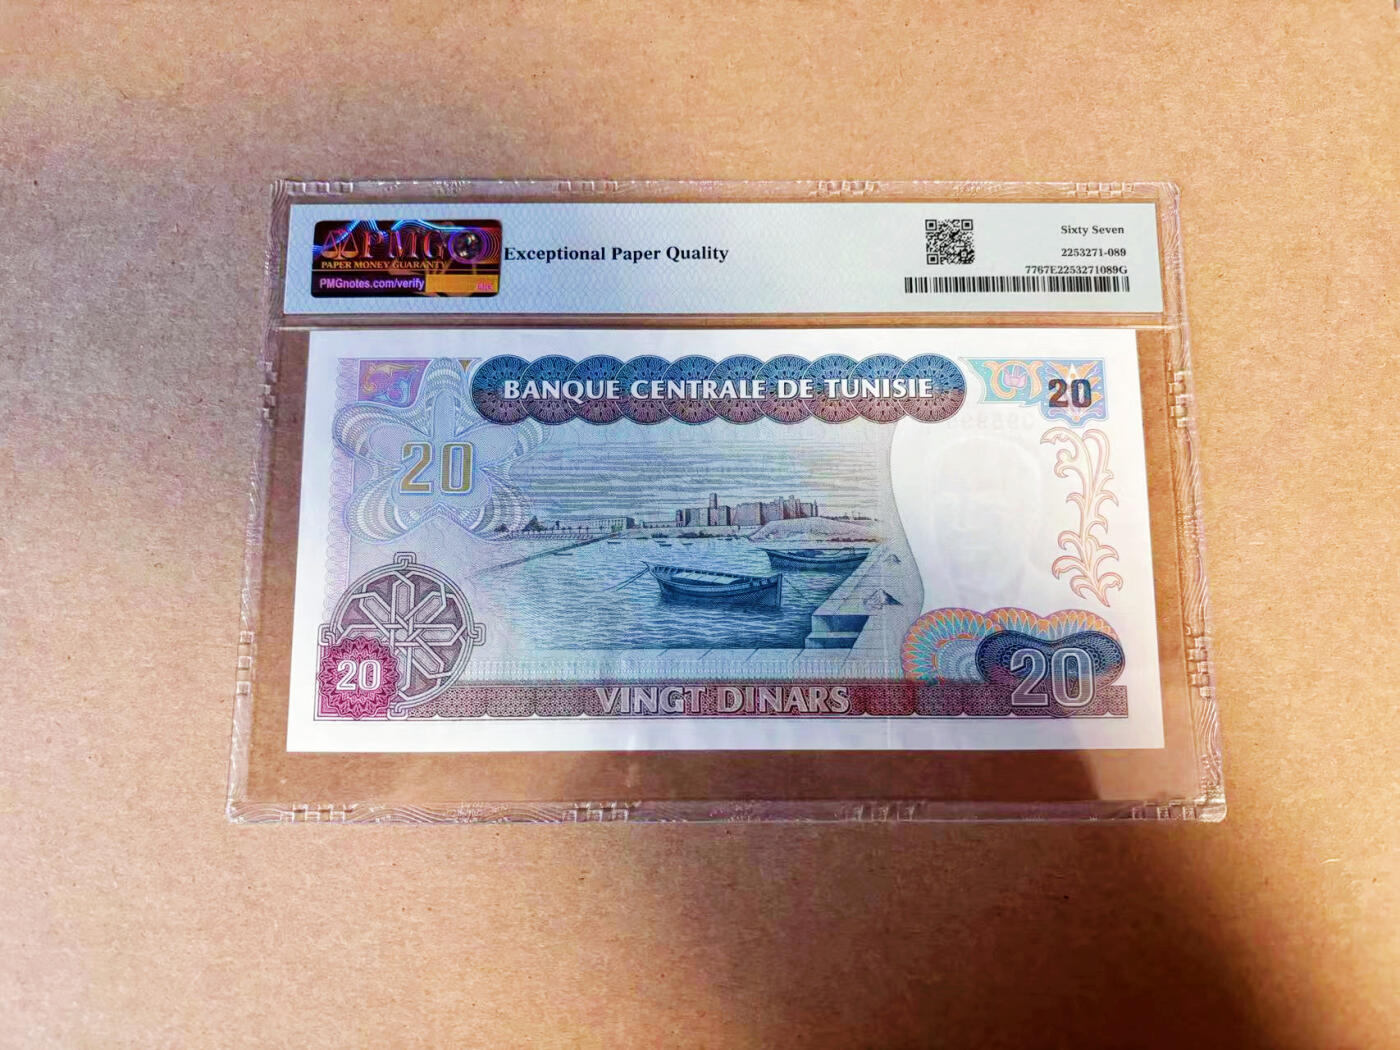 PMG
PAPER MONEY GUARANTY
PMGnotes.com/verify
Exceptional Paper Quality
Sixty Seven
2253271-089
7767E2253271089G
BANQUE CENTRALE DE TUNISIE
20
20
20
VINGT DINARS
20